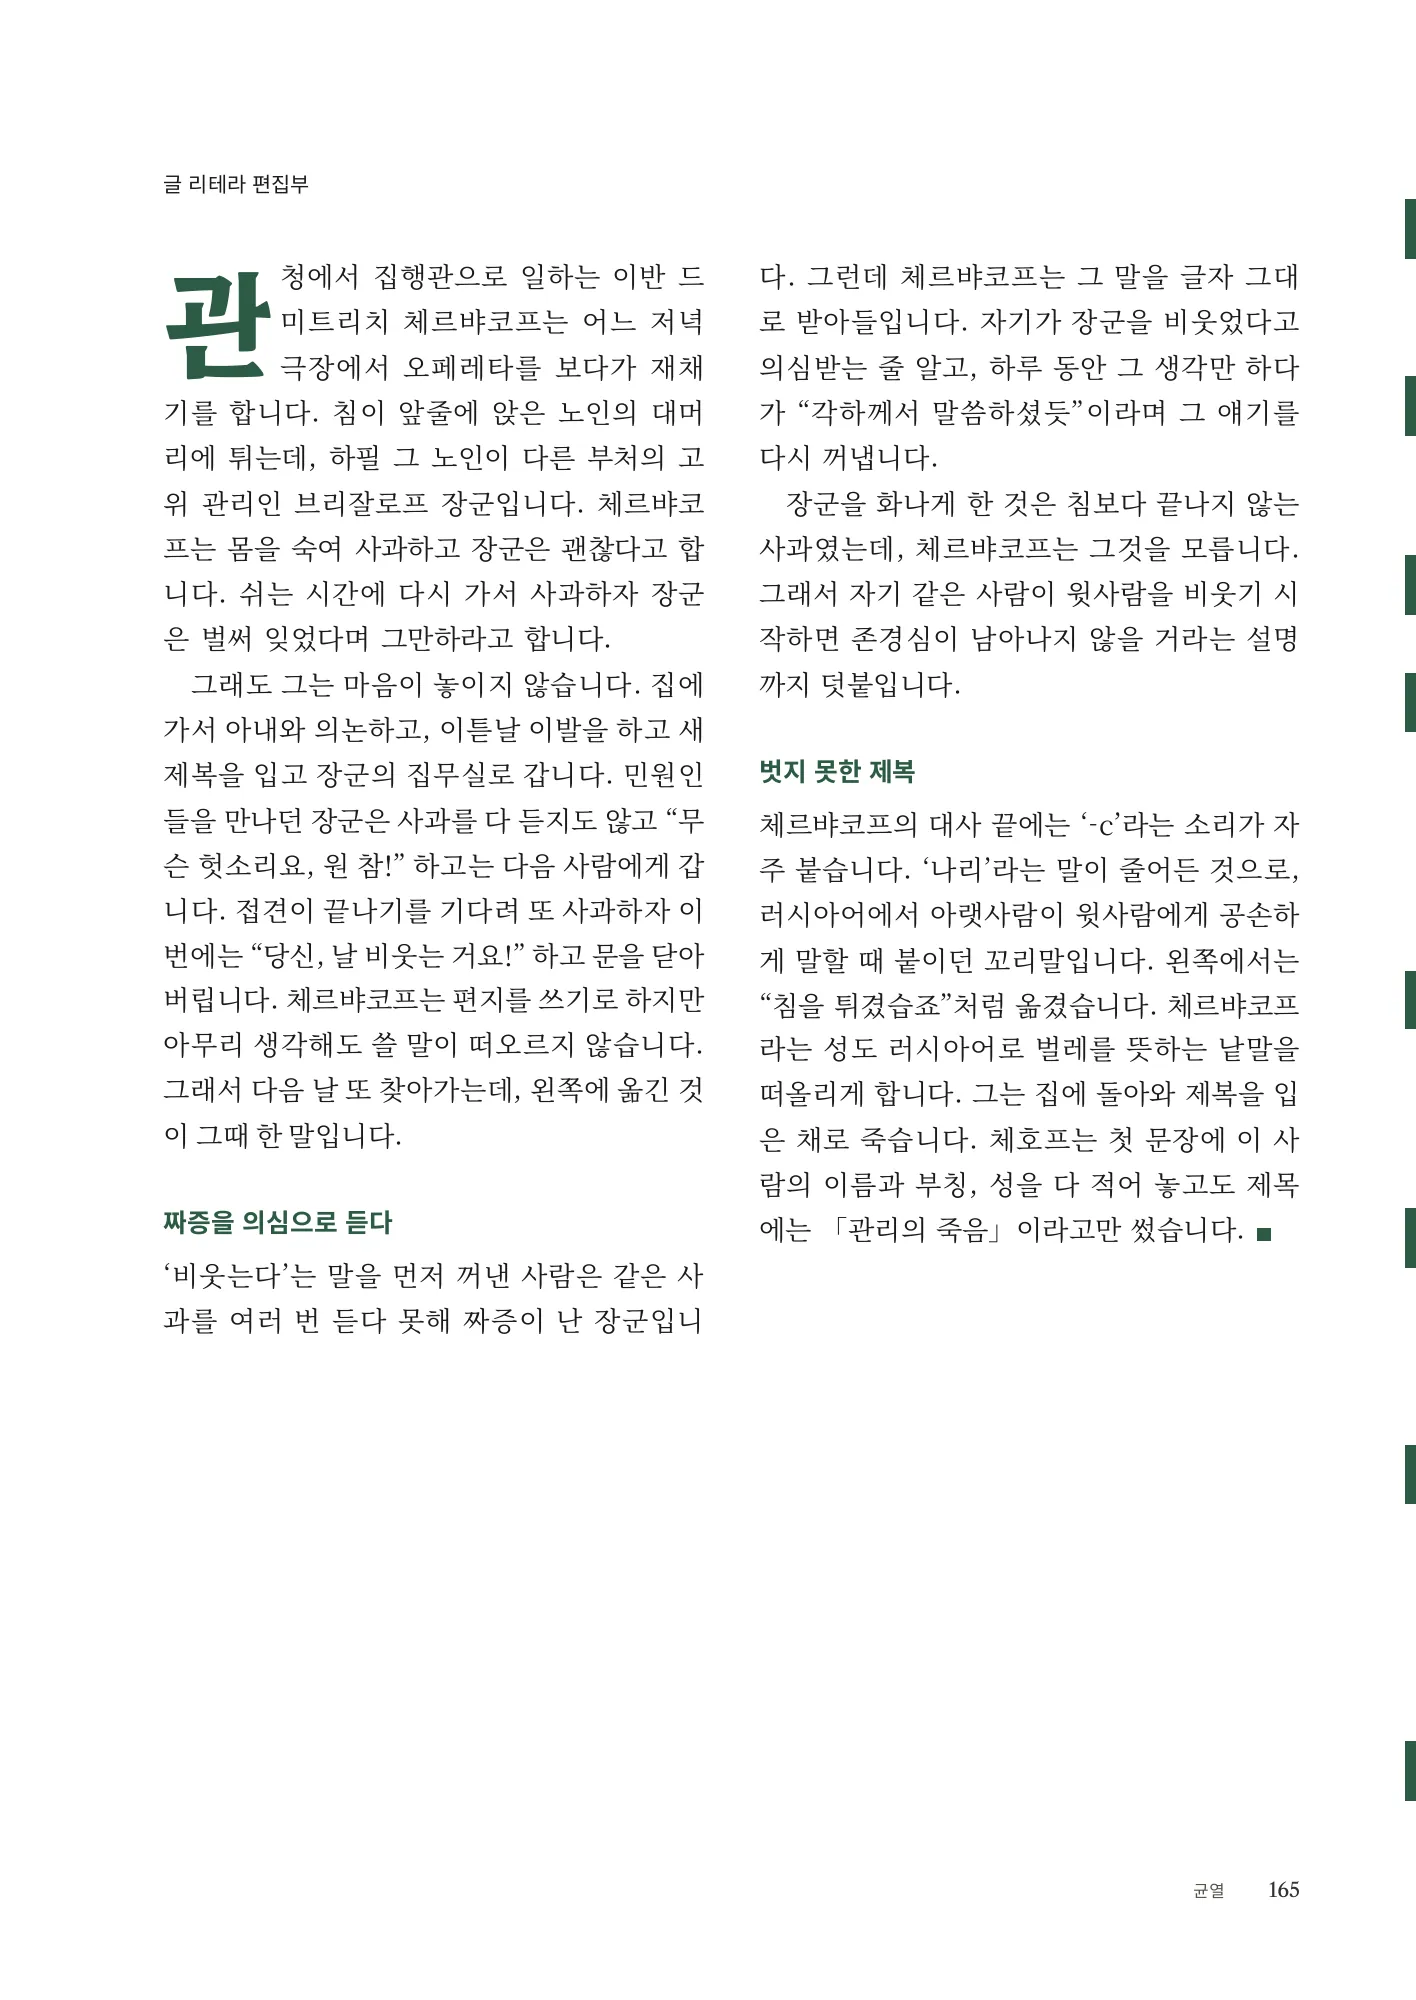 글 리테라 편집부
관청에서 집행관으로 일하는 이반 드
미트리치 체르뱌코프는 어느 저녁
극장에서 오페레타를 보다가 재채
기를 합니다. 침이 앞줄에 앉은 노인의 대머
리에 튀는데, 하필 그 노인이 다른 부처의 고
위 관리인 브리잘로프 장군입니다. 체르뱌코
프는 몸을 숙여 사과하고 장군은 괜찮다고 합
니다. 쉬는 시간에 다시 가서 사과하자 장군
은 벌써 잊었다며 그만하라고 합니다.
그래도 그는 마음이 놓이지 않습니다. 집에
가서 아내와 의논하고, 이튿날 이발을 하고 새
제복을 입고 장군의 집무실로 갑니다. 민원인
들을 만나던 장군은 사과를 다 듣지도 않고 “무
슨 헛소리요, 원 참!” 하고는 다음 사람에게 갑
니다. 접견이 끝나기를 기다려 또 사과하자 이
번에는 “당신, 날 비웃는 거요!” 하고 문을 닫아
버립니다. 체르뱌코프는 편지를 쓰기로 하지만
아무리 생각해도 쓸 말이 떠오르지 않습니다.
그래서 다음 날 또 찾아가는데, 왼쪽에 옮긴 것
이 그때 한 말입니다.
짜증을 의심으로 듣다
‘비웃는다’는 말을 먼저 꺼낸 사람은 같은 사
과를 여러 번 듣다 못해 짜증이 난 장군입니
다. 그런데 체르뱌코프는 그 말을 글자 그대
로 받아들입니다. 자기가 장군을 비웃었다고
의심받는 줄 알고, 하루 동안 그 생각만 하다
가 “각하께서 말씀하셨듯”이라며 그 얘기를
다시 꺼냅니다.
장군을 화나게 한 것은 침보다 끝나지 않는
사과였는데, 체르뱌코프는 그것을 모릅니다.
그래서 자기 같은 사람이 윗사람을 비웃기 시
작하면 존경심이 남아나지 않을 거라는 설명
까지 덧붙입니다.
벗지 못한 제복
체르뱌코프의 대사 끝에는 ‘-с’라는 소리가 자
주 붙습니다. ‘나리’라는 말이 줄어든 것으로,
러시아어에서 아랫사람이 윗사람에게 공손하
게 말할 때 붙이던 꼬리말입니다. 왼쪽에서는
“침을 튀겼습죠”처럼 옮겼습니다. 체르뱌코프
라는 성도 러시아어로 벌레를 뜻하는 낱말을
떠올리게 합니다. 그는 집에 돌아와 제복을 입
은 채로 죽습니다. 체호프는 첫 문장에 이 사
람의 이름과 부칭, 성을 다 적어 놓고도 제목
에는 「관리의 죽음」이라고만 썼습니다. ■
균열 165